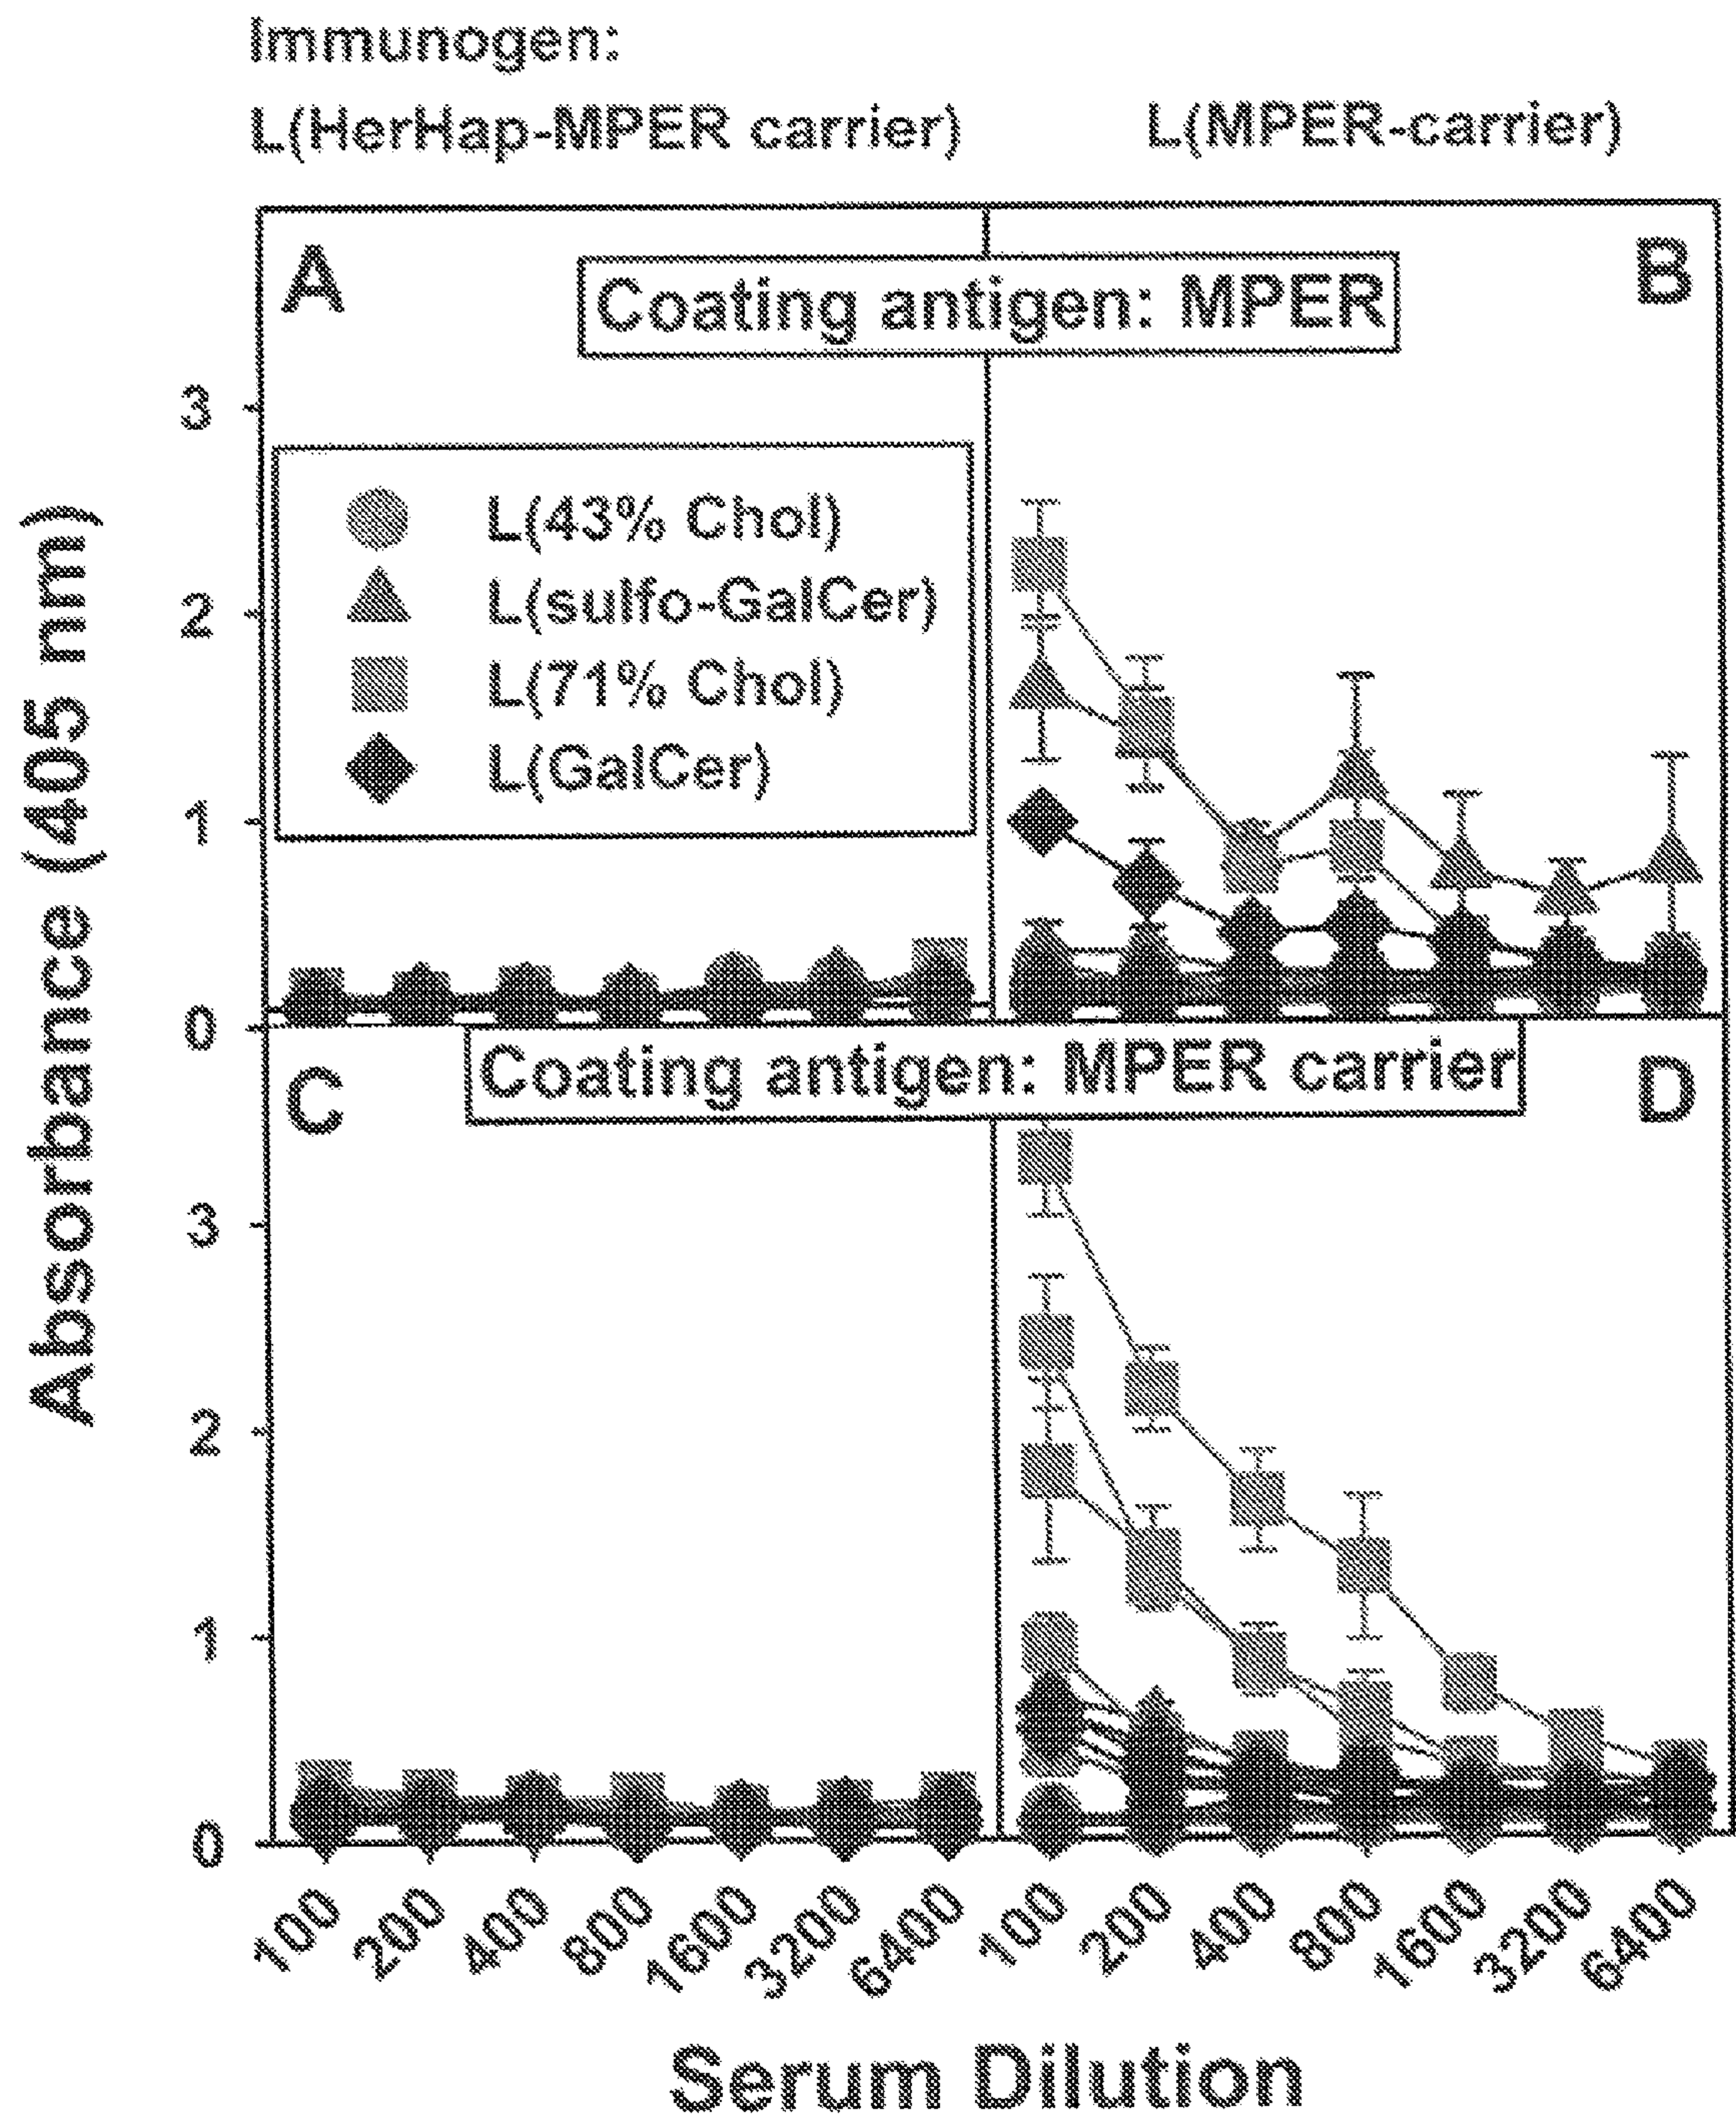 Immunogen:
L(HerHap-MPER carrier)
L(MPER-carrier)
A
B
Coating antigen: MPER
3
2
1
0
L(43% Chol)
L(sulfo-GalCer)
L(71% Chol)
L(GalCer)
Absorbance (405 nm)
C
Coating antigen: MPER carrier
D
3
2
1
0
100 200 400 800 1600 3200 6400 100 200 400 800 1600 3200 6400
Serum Dilution